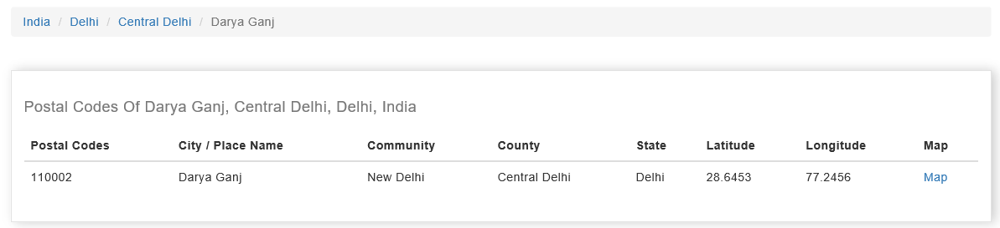 India / Delhi / Central Delhi / Darya Ganj
Postal Codes Of Darya Ganj, Central Delhi, Delhi, India
Postal Codes City / Place Name Community County State Latitude Longitude Map
110002 Darya Ganj New Delhi Central Delhi Delhi 28.6453 77.2456 Map